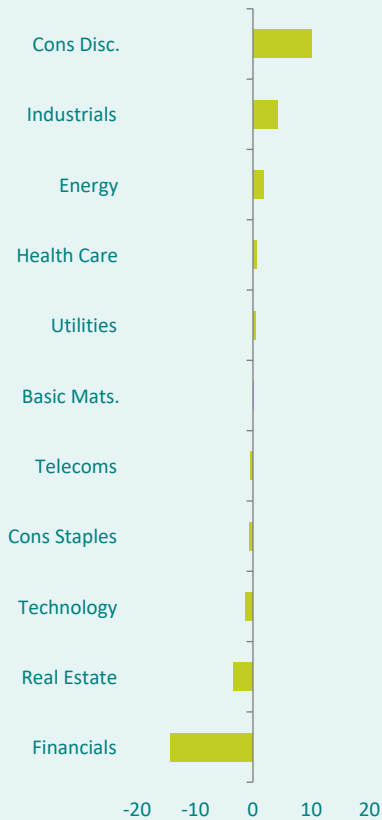 Cons Disc.
Industrials
Energy
Health Care
Utilities
Basic Mats.
Telecoms
Cons Staples
Technology
Real Estate
Financials
-20 -10 0 10 20